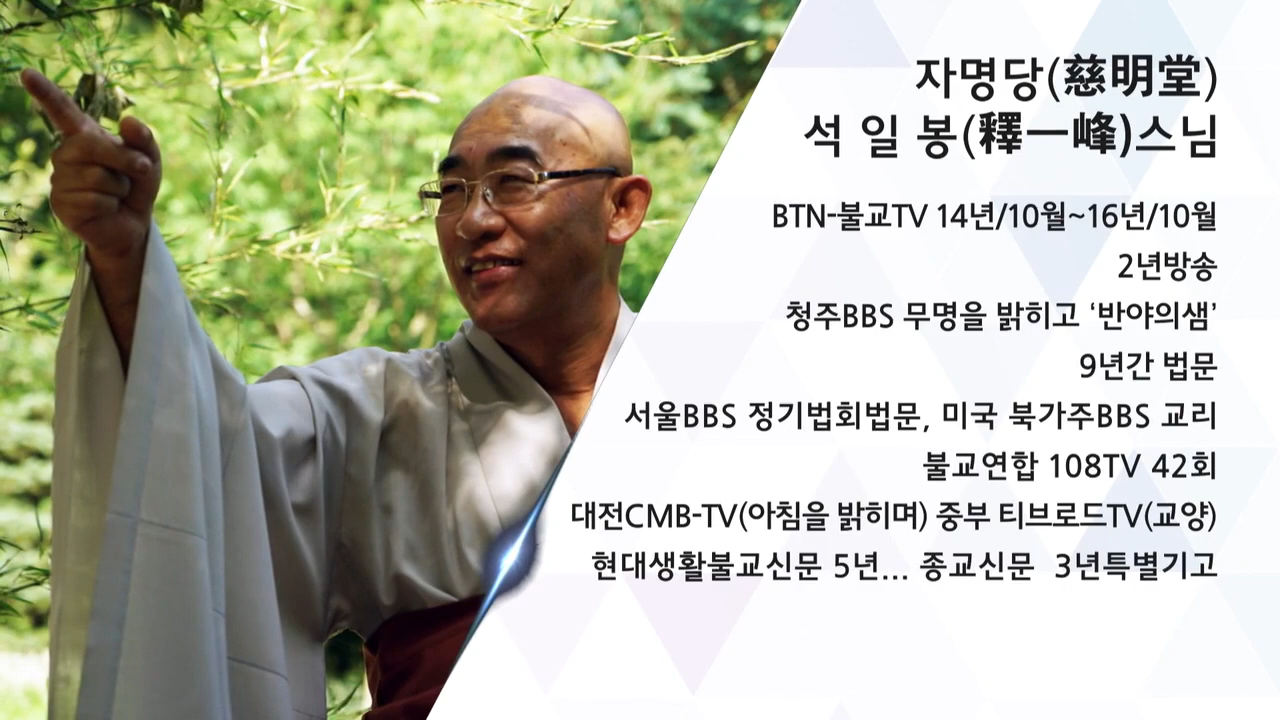 자명당(慈明堂)
석 일 봉(釋一峰)스님
BTN-불교TV 14년/10월~16년/10월
2년방송
청주BBS 무명을 밝히고 ‘반야의샘’
9년간 법문
서울BBS 정기법회법문, 미국 북가주BBS 교리
불교연합 108TV 42회
대전CMB-TV(아침을 밝히며) 중부 티브로드TV(교양)
현대생활불교신문 5년... 종교신문 3년특별기고